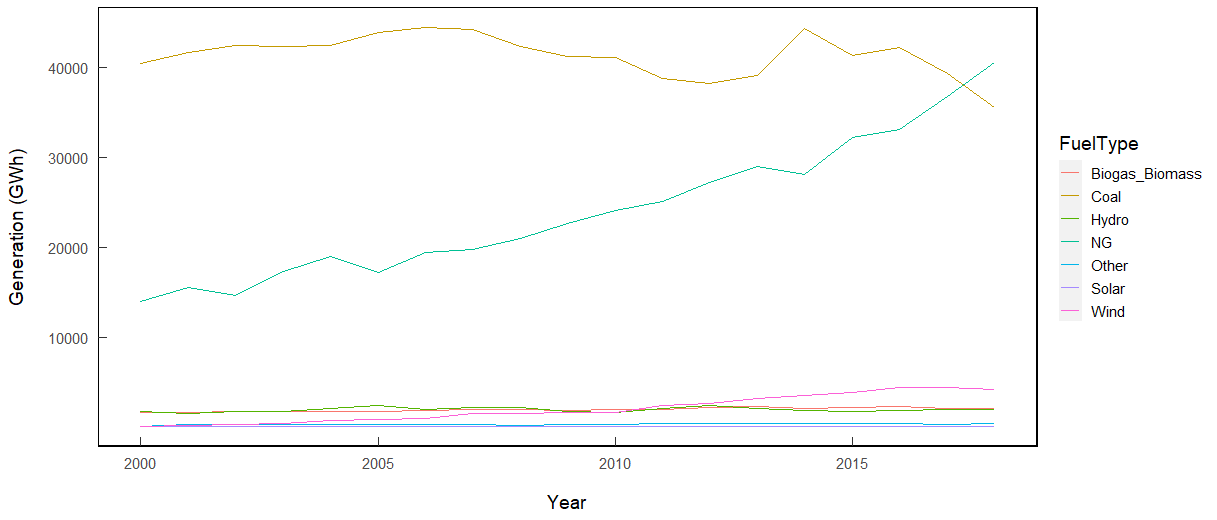 Generation (GWh)
40000
30000
20000
10000
2000
2005
2010
2015
Year
FuelType
Biogas_Biomass
Coal
Hydro
NG
Other
Solar
Wind